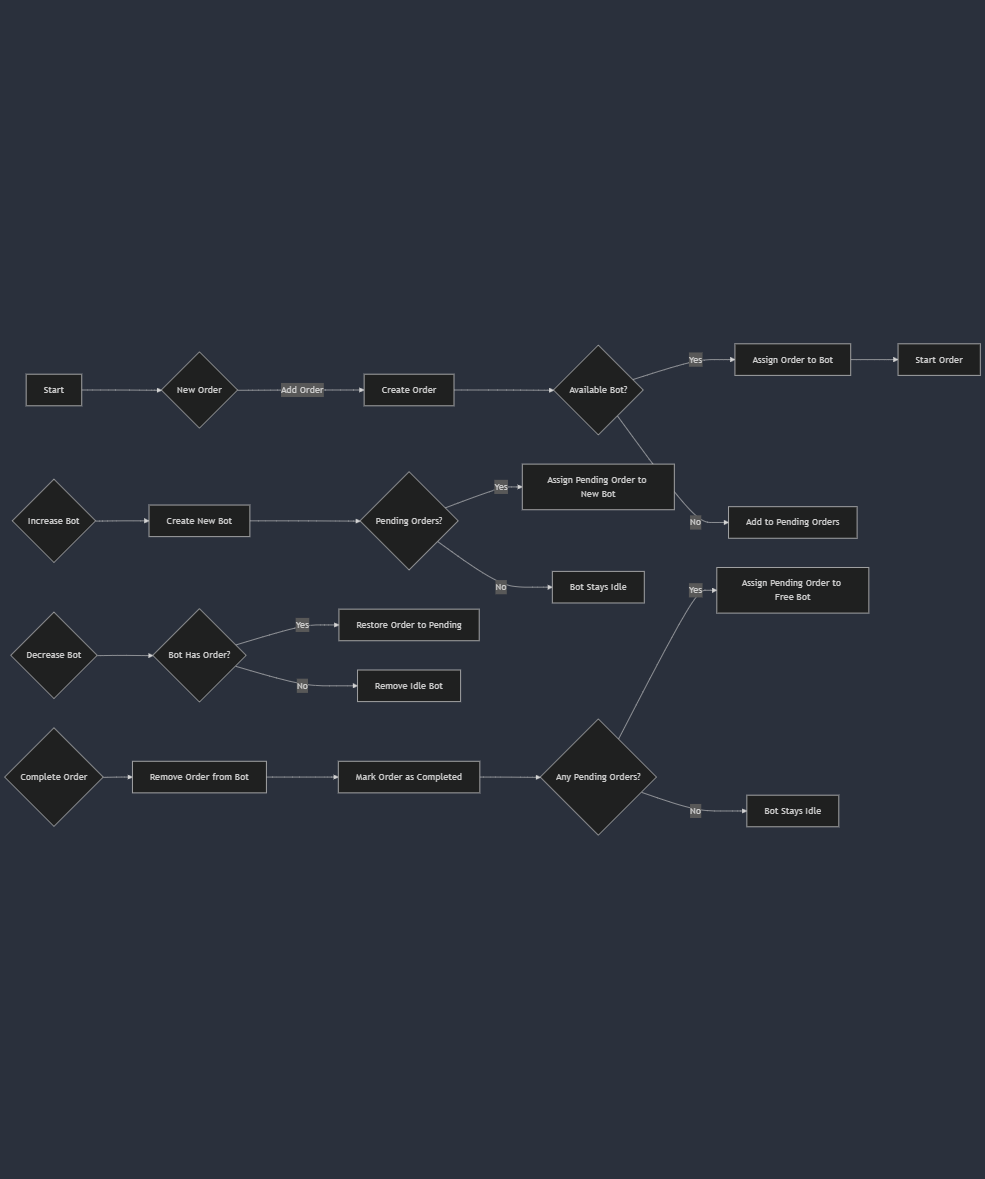 Start
New Order
Add Order
Create Order
Available Bot?
Yes
Assign Order to Bot
Start Order
No
Add to Pending Orders
Increase Bot
Create New Bot
Pending Orders?
Yes
Assign Pending Order to
New Bot
No
Bot Stays Idle
Decrease Bot
Bot Has Order?
Yes
Restore Order to Pending
No
Remove Idle Bot
Complete Order
Remove Order from Bot
Mark Order as Completed
Any Pending Orders?
Yes
Assign Pending Order to
Free Bot
No
Bot Stays Idle